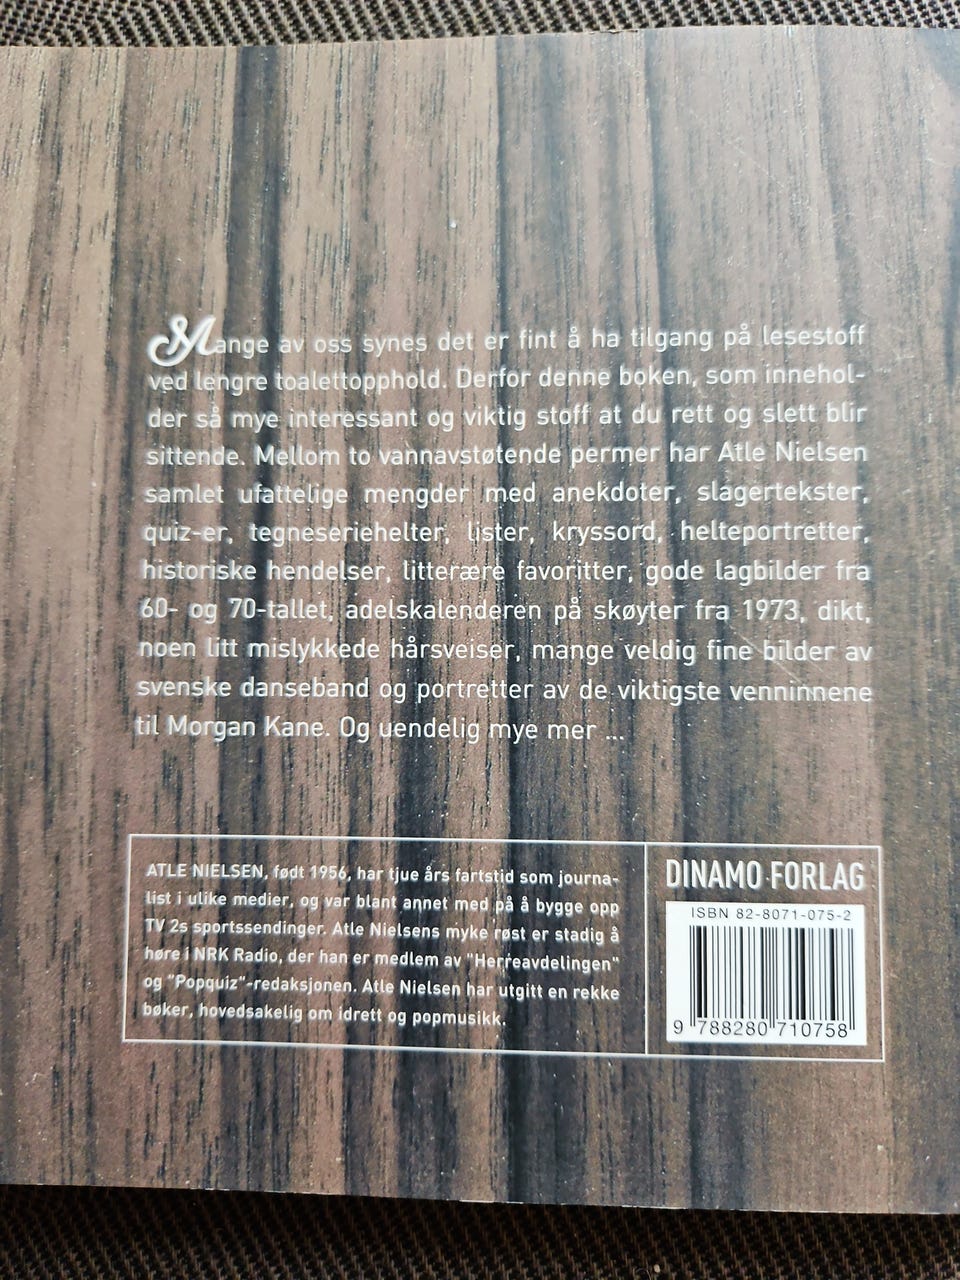 Mange av oss synes det er fint å ha tilgang på lesestoff
ved lengre toalettopphold. Derfor denne boken, som innehol-
der så mye interessant og viktig stoff at du rett og slett blir
sittende. Mellom to vannavstøtende permer har Atle Nielsen
samlet ufattelige mengder med anekdoter, slagertekster,
quiz-er, tegneseriehelter, lister, kryssord, helteportretter,
historiske hendelser, litterære favoritter, gode lagbilder fra
60- og 70-tallet, adelskalenderen på skøyter fra 1973, dikt,
noen litt mislykkede hårsveiser, mange veldig fine bilder av
svenske danseband og portretter av de viktigste venninnene
til Morgan Kane. Og uendelig mye mer ...
ATLE NIELSEN, født 1956, har tjue års fartstid som journa-
list i ulike medier, og var blant annet med på å bygge opp
TV 2s sportssendinger. Atle Nielsens myke røst er stadig å
høre i NRK Radio, der han er medlem av "Herreavdelingen"
og "Popquiz"-redaksjonen. Atle Nielsen har utgitt en rekke
bøker, hovedsakelig om idrett og popmusikk.
DINAMO FORLAG
ISBN 82-8071-075-2
9 788280 710758